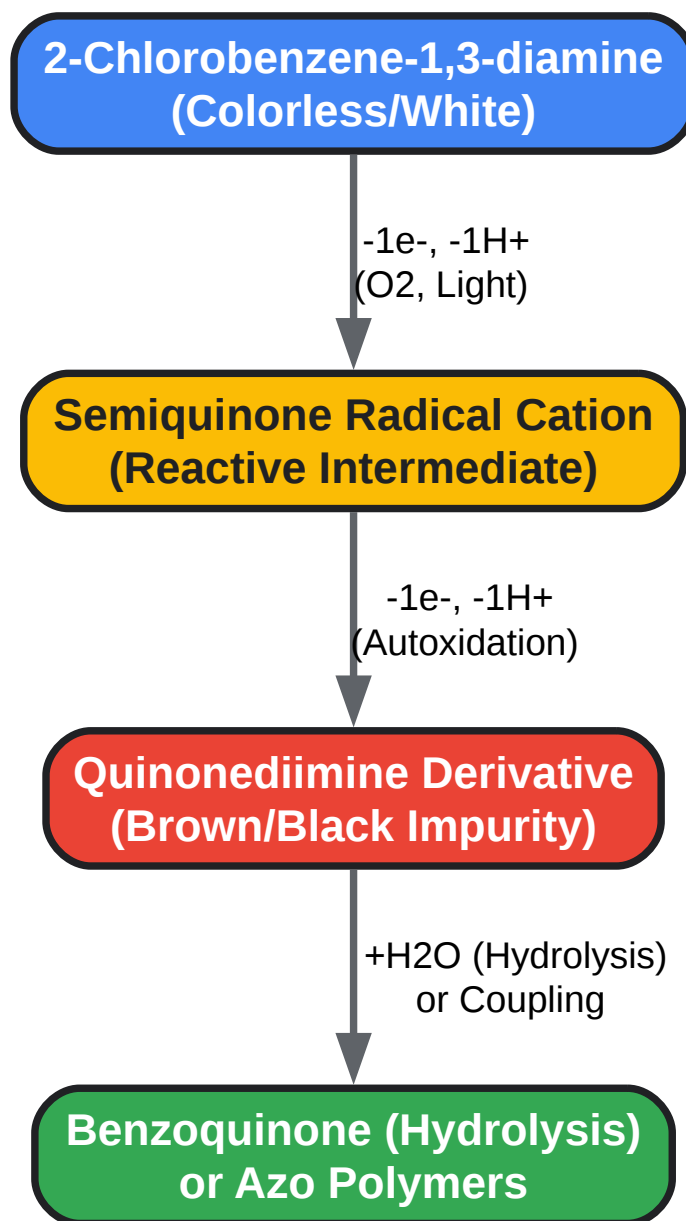 2-Chlorobenzene-1,3-diamine
(Colorless/White)
-1e-, -1H+
(O2, Light)
Semiquinone Radical Cation
(Reactive Intermediate)
-1e-, -1H+
(Autoxidation)
Quinonediimine Derivative
(Brown/Black Impurity)
+H2O (Hydrolysis)
or Coupling
Benzoquinone (Hydrolysis)
or Azo Polymers